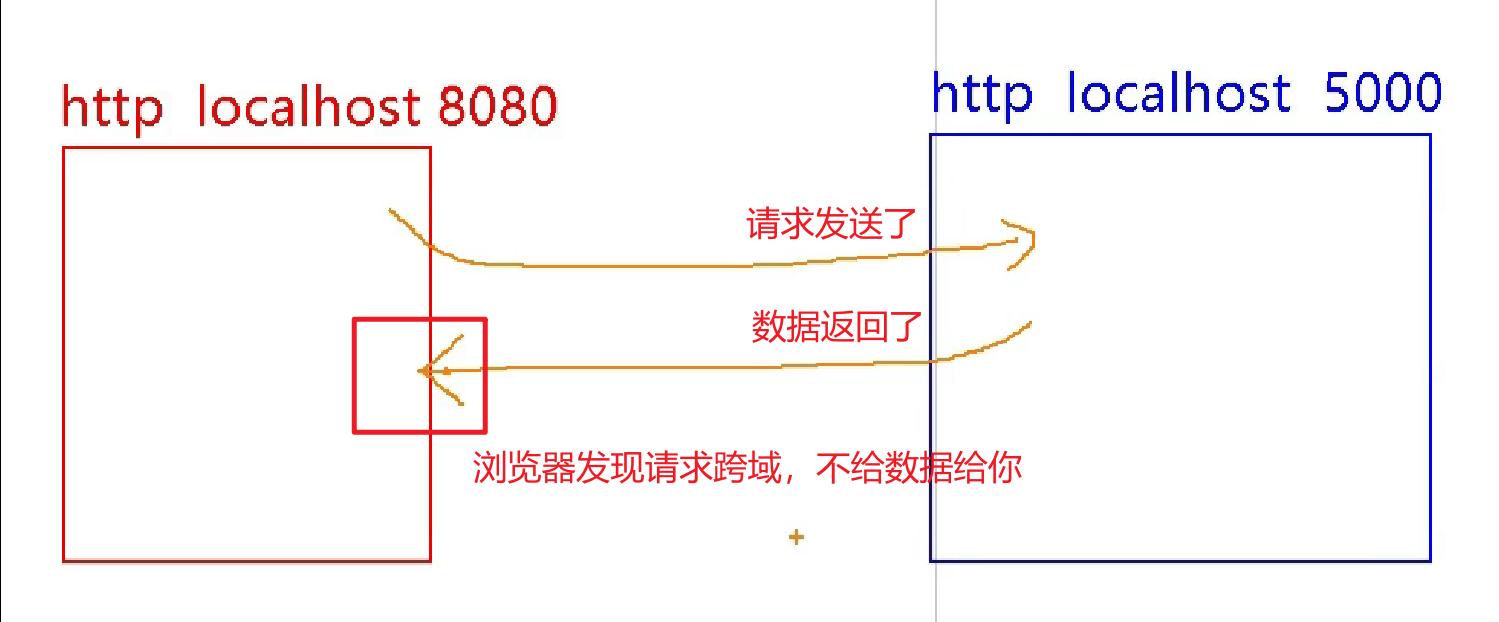 http localhost 8080
http localhost 5000
请求发送了
数据返回了
浏览器发现请求跨域，不给数据给你